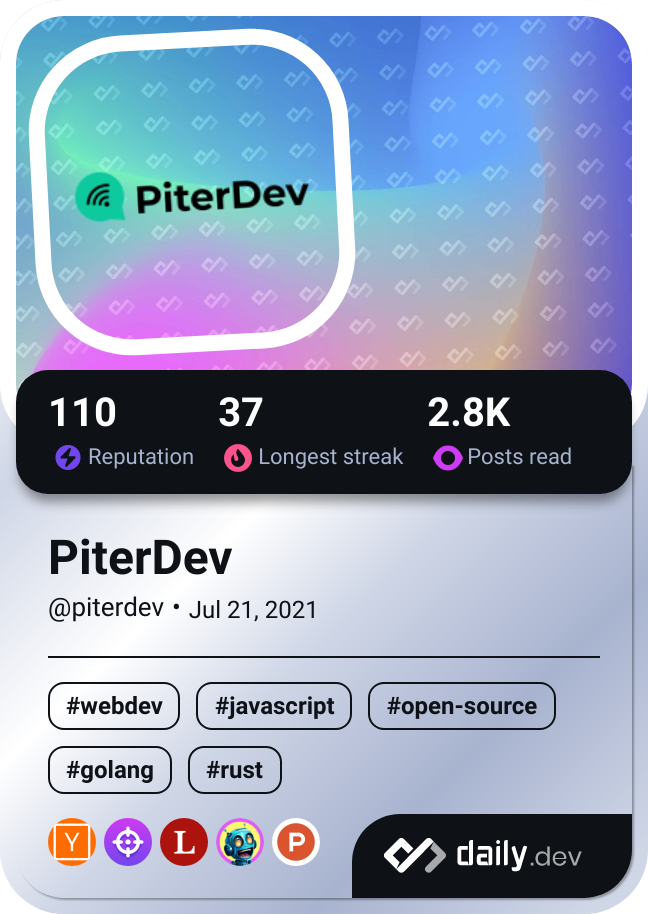 PiterDev
110 37 2.8K
Reputation Longest streak Posts read
PiterDev
@piterdev • Jul 21, 2021
#webdev #javascript #open-source
#golang #rust
Y L P daily.dev